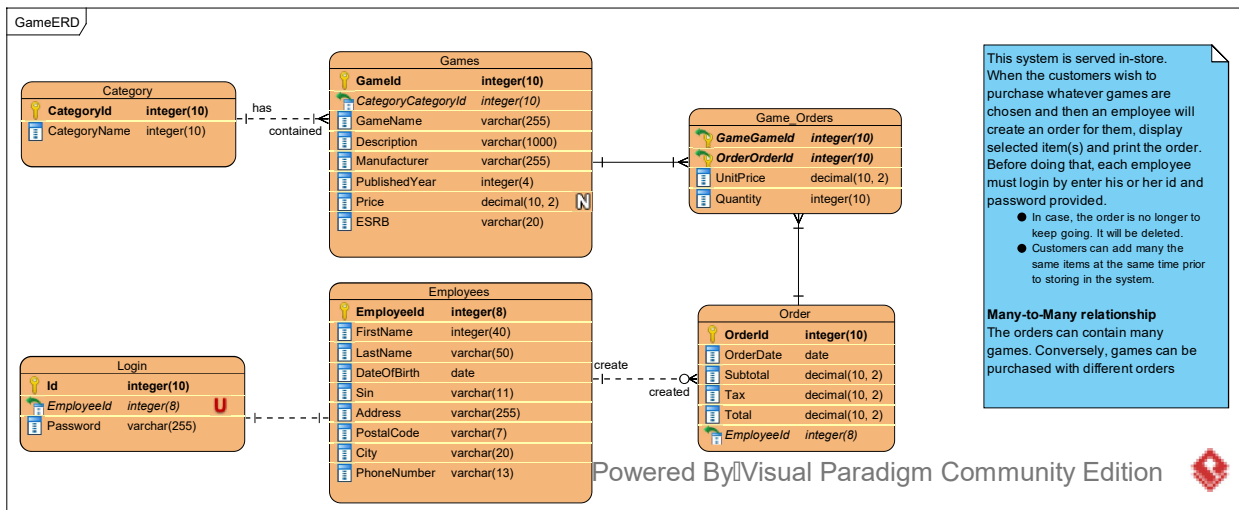 GameERD
Category
CategoryId integer(10)
CategoryName integer(10)
has
contained
Games
GameId integer(10)
CategoryCategoryId integer(10)
GameName varchar(255)
Description varchar(1000)
Manufacturer varchar(255)
PublishedYear integer(4)
Price decimal(10, 2) N
ESRB varchar(20)
Game_Orders
GameGameId integer(10)
OrderOrderId integer(10)
UnitPrice decimal(10, 2)
Quantity integer(10)
Login
Id integer(10)
EmployeeId integer(8) U
Password varchar(255)
Employees
EmployeeId integer(8)
FirstName integer(40)
LastName varchar(50)
DateOfBirth date
Sin varchar(11)
Address varchar(255)
PostalCode varchar(7)
City varchar(20)
PhoneNumber varchar(13)
create
created
Order
OrderId integer(10)
OrderDate date
Subtotal decimal(10, 2)
Tax decimal(10, 2)
Total decimal(10, 2)
EmployeeId integer(8)
This system is served in-store.
When the customers wish to
purchase whatever games are
chosen and then an employee will
create an order for them, display
selected item(s) and print the order.
Before doing that, each employee
must login by enter his or her id and
password provided.
● In case, the order is no longer to
keep going. It will be deleted.
● Customers can add many the
same items at the same time prior
to storing in the system.
Many-to-Many relationship
The orders can contain many
games. Conversely, games can be
purchased with different orders
Powered By Visual Paradigm Community Edition